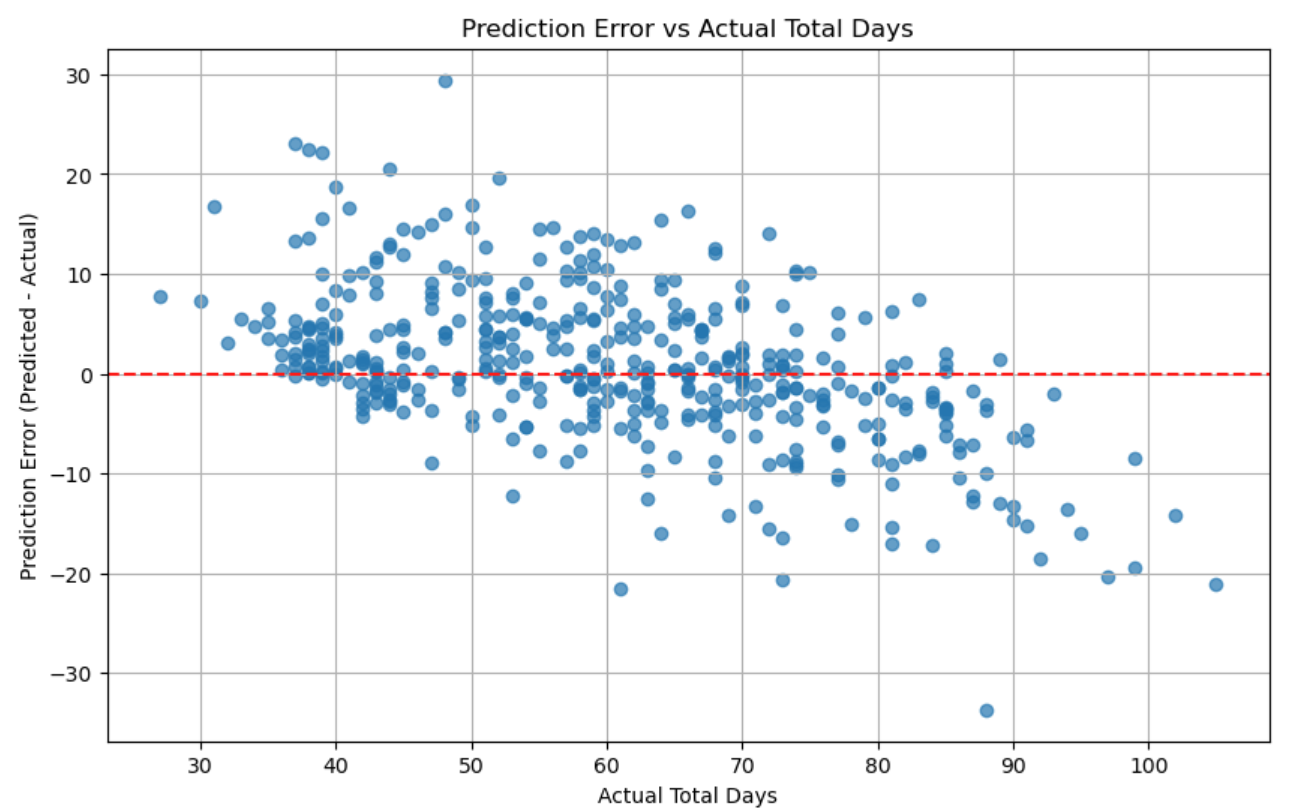 Prediction Error vs Actual Total Days
Prediction Error (Predicted - Actual)
30
20
10
0
−10
−20
−30
30 40 50 60 70 80 90 100
Actual Total Days